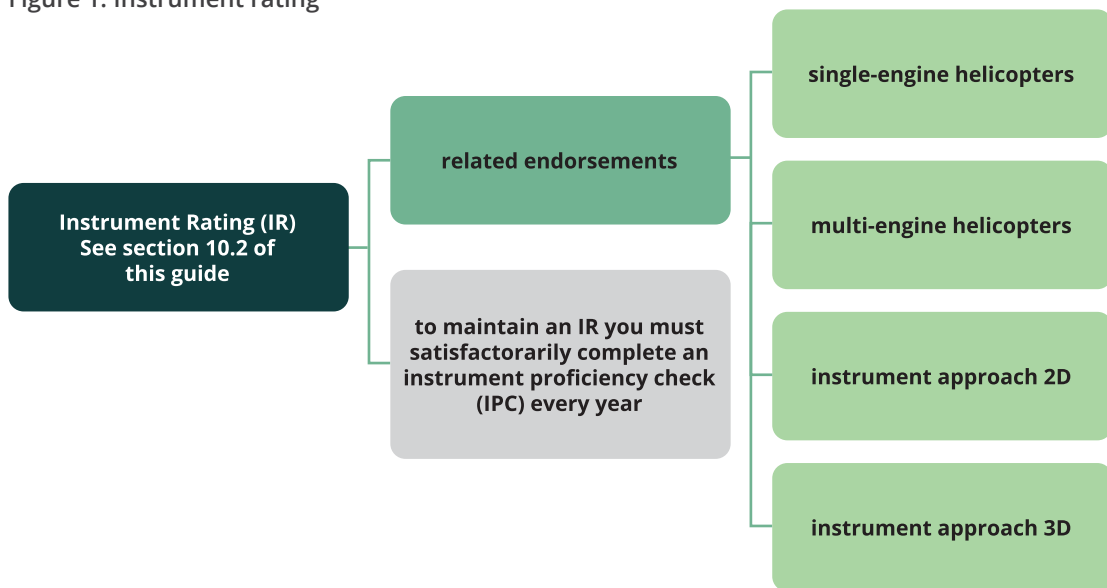 Figure 1: Instrument rating
Instrument Rating (IR)
See section 10.2 of
this guide
related endorsements
to maintain an IR you must
satisfactorarily complete an
instrument proficiency check
(IPC) every year
single-engine helicopters
multi-engine helicopters
instrument approach 2D
instrument approach 3D